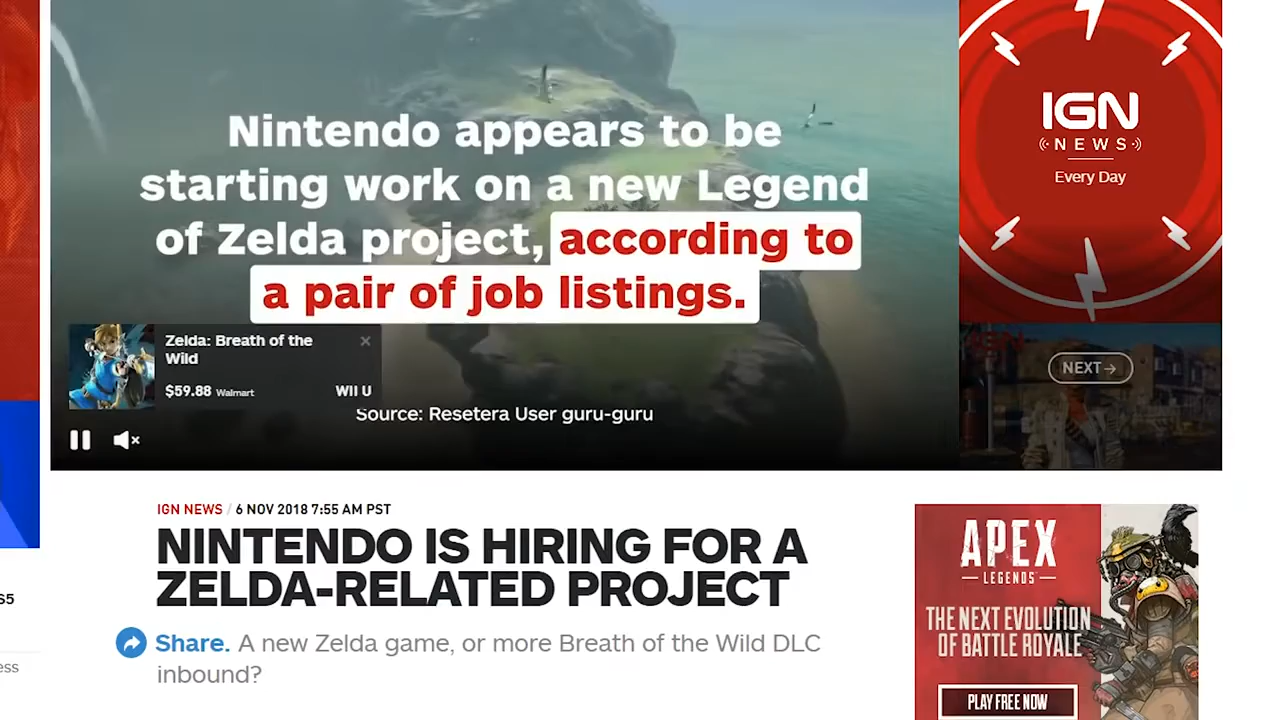 Nintendo appears to be
starting work on a new Legend
of Zelda project, according to
a pair of job listings.
Zelda: Breath of the
Wild
$59.88 Walmart
WII U
Source: Resetera User guru-guru
IGN
NEWS
Every Day
IGN
NEXT→
IGN NEWS / 6 NOV 2018 7:55 AM PST
NINTENDO IS HIRING FOR A
ZELDA-RELATED PROJECT
Share. A new Zelda game, or more Breath of the Wild DLC
inbound?
S5
ess
APEX
LEGENDS
THE NEXT EVOLUTION
OF BATTLE ROYALE
PLAY FREE NOW